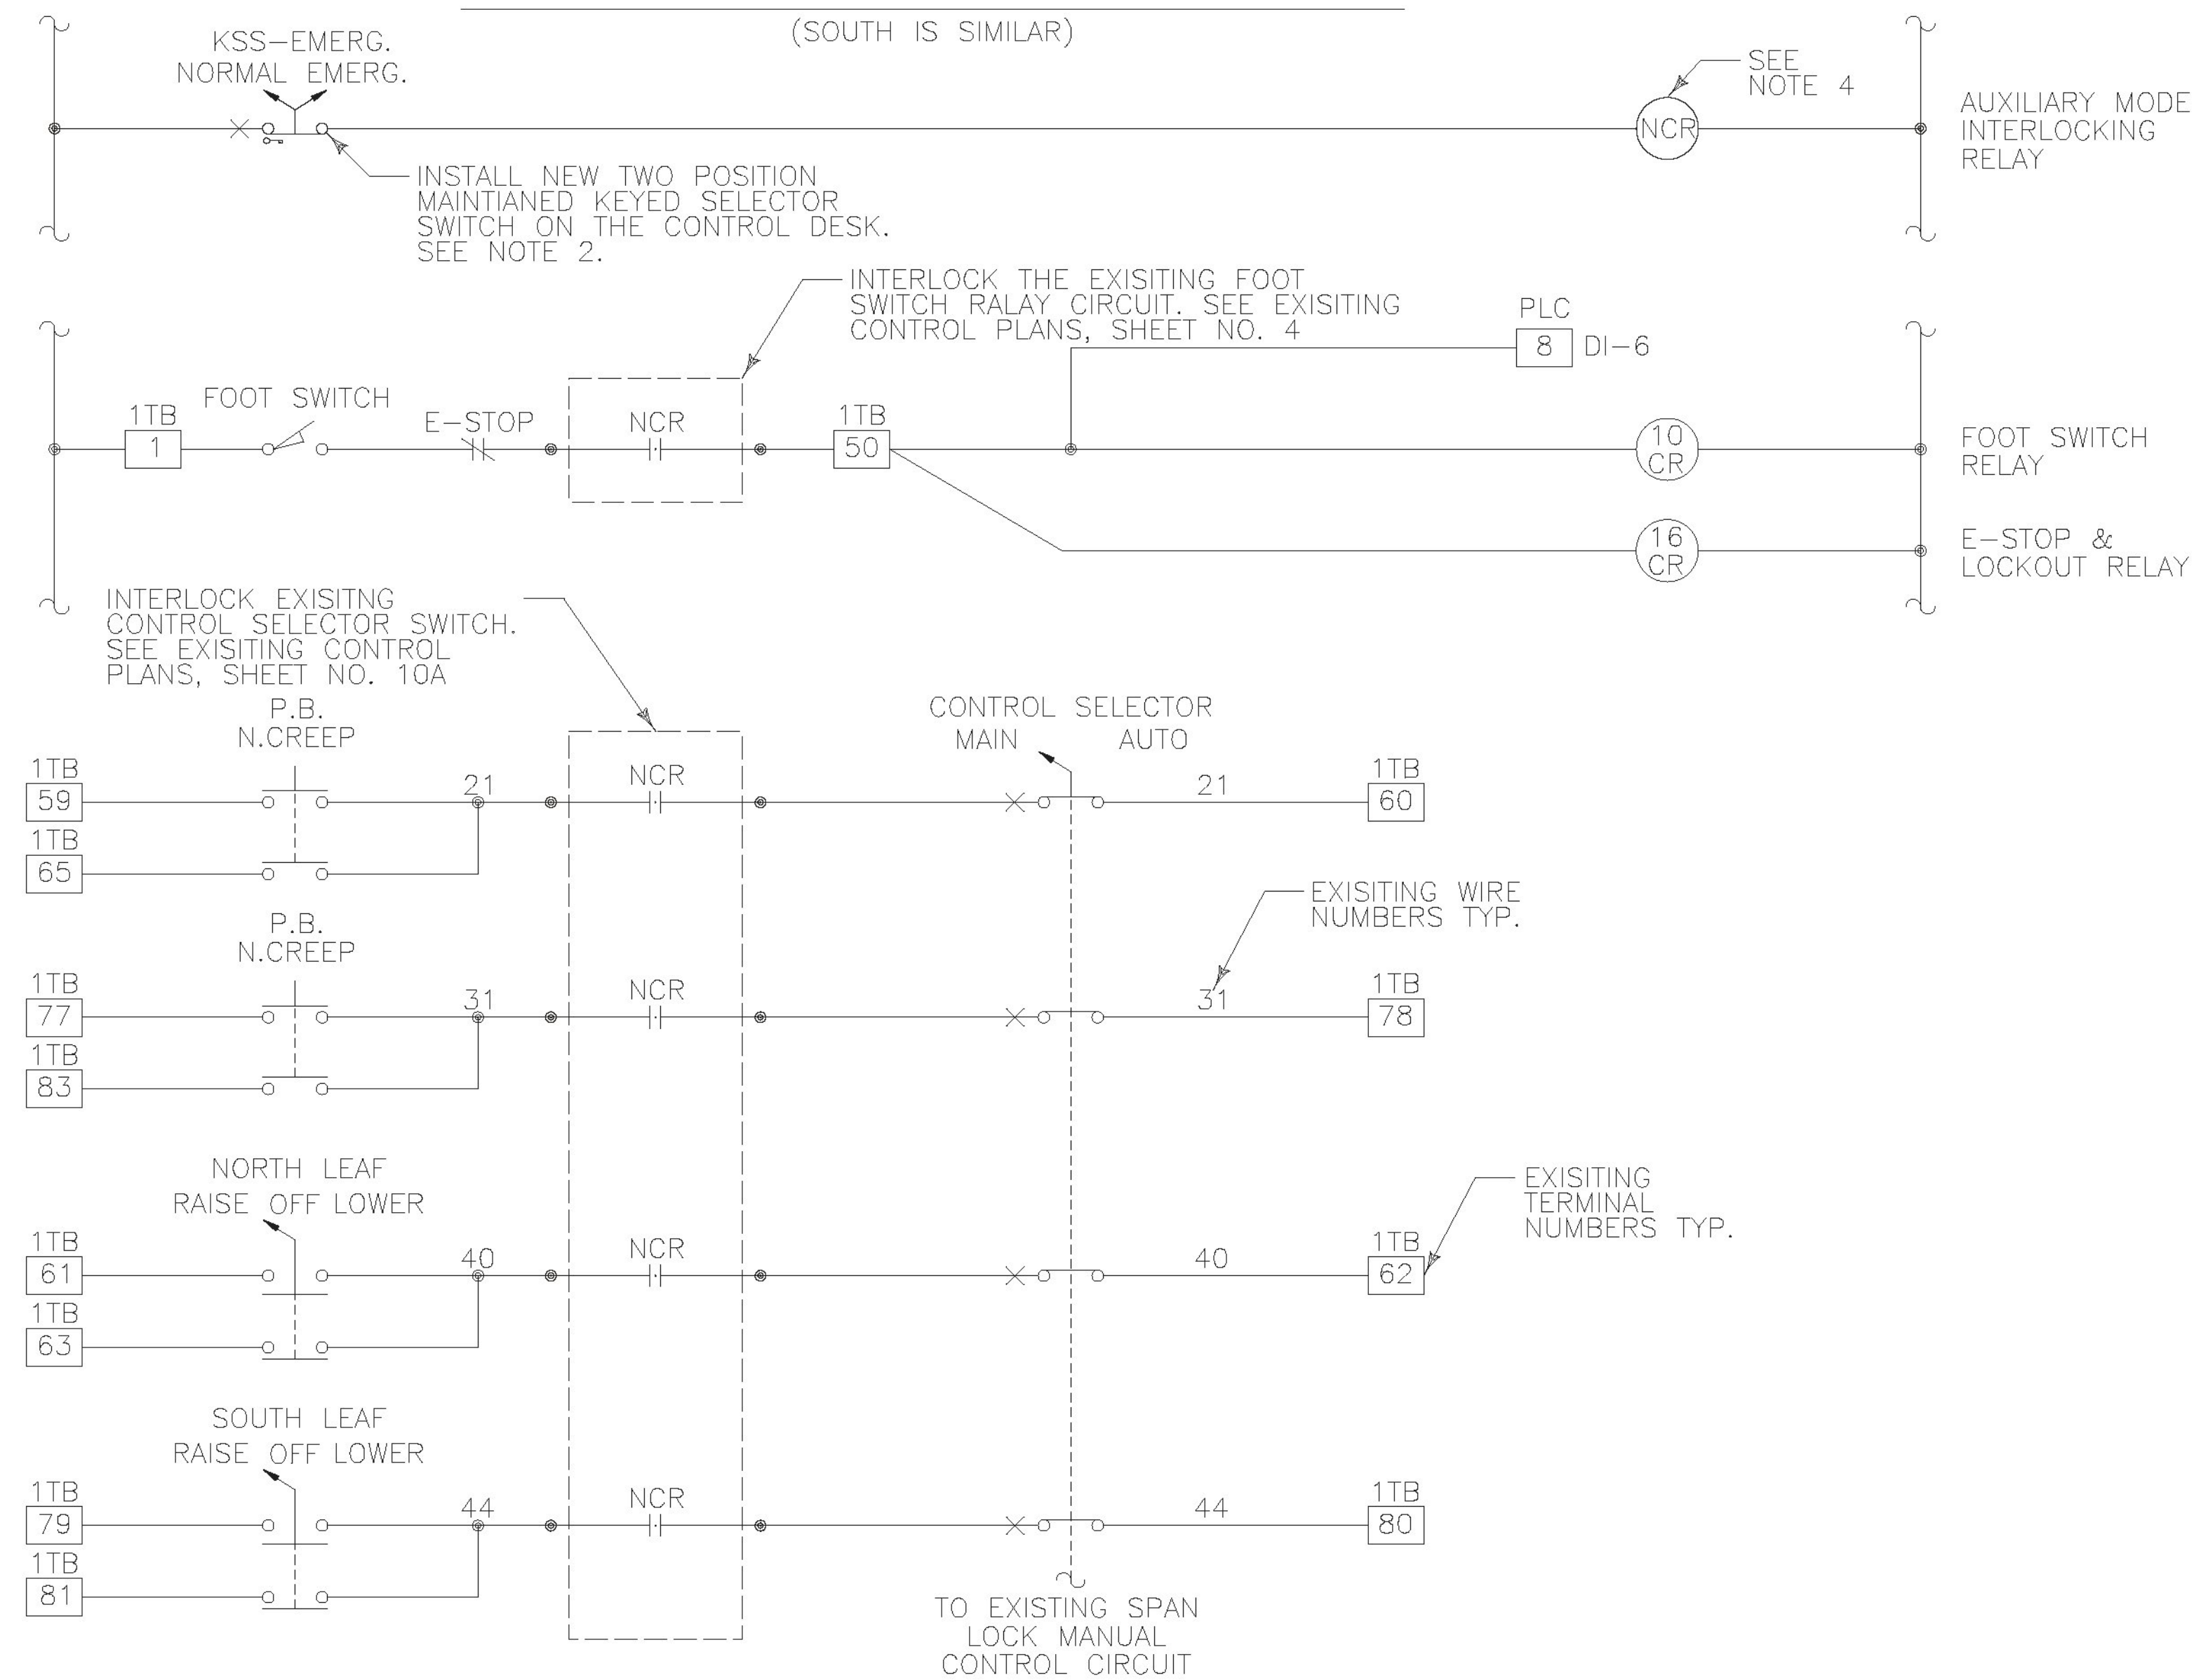 (SOUTH IS SIMILAR)
KSS-EMERG.
NORMAL EMERG.
SEE
NOTE 4
NCR
AUXILIARY MODE
INTERLOCKING
RELAY
INSTALL NEW TWO POSITION
MAINTIANED KEYED SELECTOR
SWITCH ON THE CONTROL DESK.
SEE NOTE 2.
INTERLOCK THE EXISITING FOOT
SWITCH RALAY CIRCUIT. SEE EXISITING
CONTROL PLANS, SHEET NO. 4
PLC
8 DI-6
1TB
1
FOOT SWITCH
E-STOP
NCR
1TB
50
10
CR
FOOT SWITCH
RELAY
16
CR
E-STOP &
LOCKOUT RELAY
INTERLOCK EXISITNG
CONTROL SELECTOR SWITCH.
SEE EXISITING CONTROL
PLANS, SHEET NO. 10A
P.B.
N.CREEP
CONTROL SELECTOR
MAIN AUTO
1TB
59
21
NCR
21
1TB
60
1TB
65
EXISITING WIRE
NUMBERS TYP.
P.B.
N.CREEP
1TB
77
31
NCR
31
1TB
78
1TB
83
NORTH LEAF
RAISE OFF LOWER
EXISITING
TERMINAL
NUMBERS TYP.
1TB
61
40
NCR
40
1TB
62
1TB
63
SOUTH LEAF
RAISE OFF LOWER
1TB
79
44
NCR
44
1TB
80
1TB
81
TO EXISTING SPAN
LOCK MANUAL
CONTROL CIRCUIT